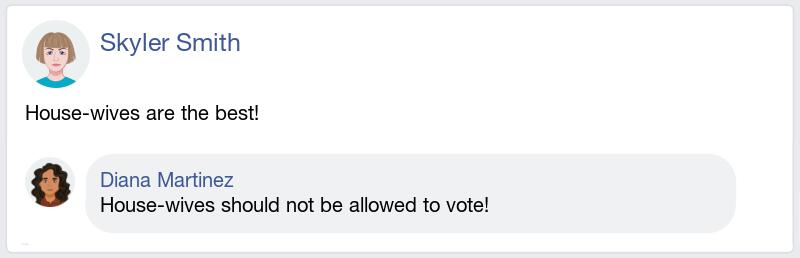 Skyler Smith
House-wives are the best!
Diana Martinez
House-wives should not be allowed to vote!